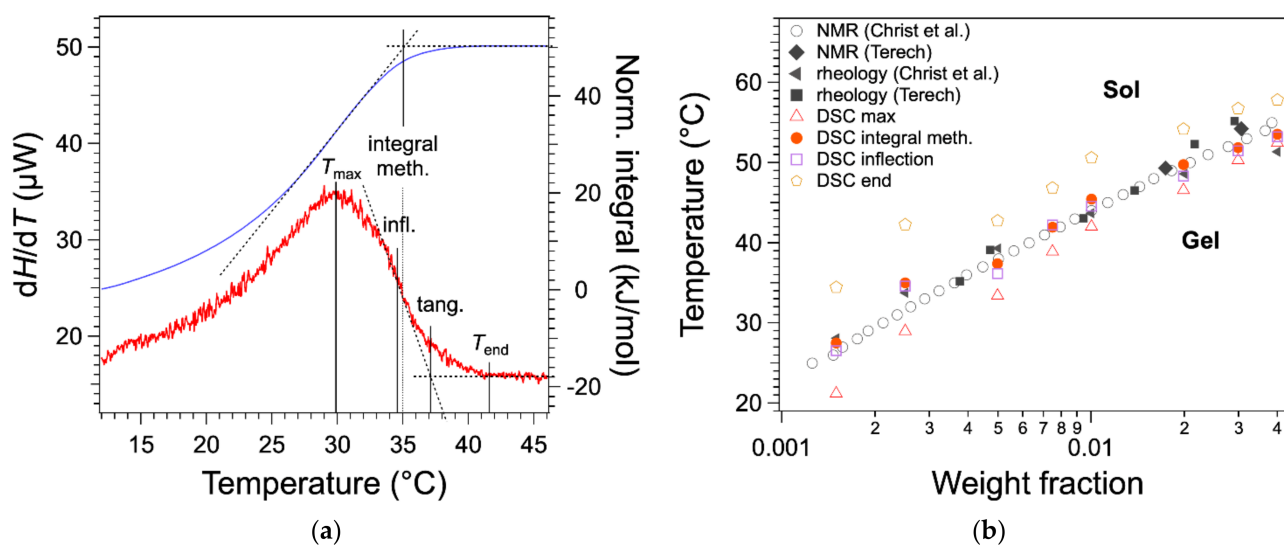 dH/dT (µW)
50
40
30
20
Norm. integral (kJ/mol)
40
20
0
-20
integral
meth.
Tmax
infl.
tang.
Tend
15
20
25
30
35
40
45
Temperature (°C)
(a)
Temperature (°C)
60
50
40
30
20
NMR (Christ et al.)
NMR (Terech)
rheology (Christ et al.)
rheology (Terech)
DSC max
DSC integral meth.
DSC inflection
DSC end
Sol
Gel
0.001
2
3
4
5
6
7
8
9
0.01
2
3
4
Weight fraction
(b)